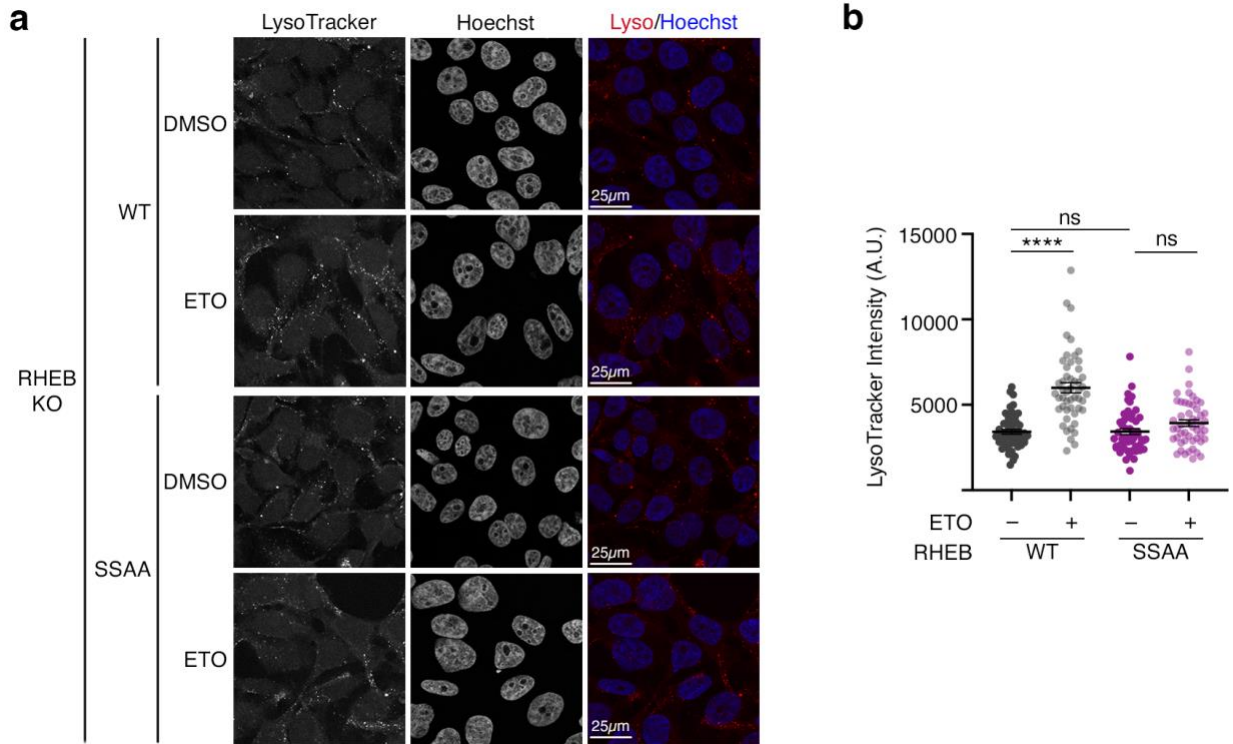 a
LysoTracker Hoechst Lyso/Hoechst
RHEB
KO
WT
DMSO
25μm
ETO
25μm
SSAA
DMSO
25μm
ETO
25μm
b
LysoTracker Intensity (A.U.)
ns
**** ns
15000
10000
5000
ETO − + − +
RHEB WT SSAA